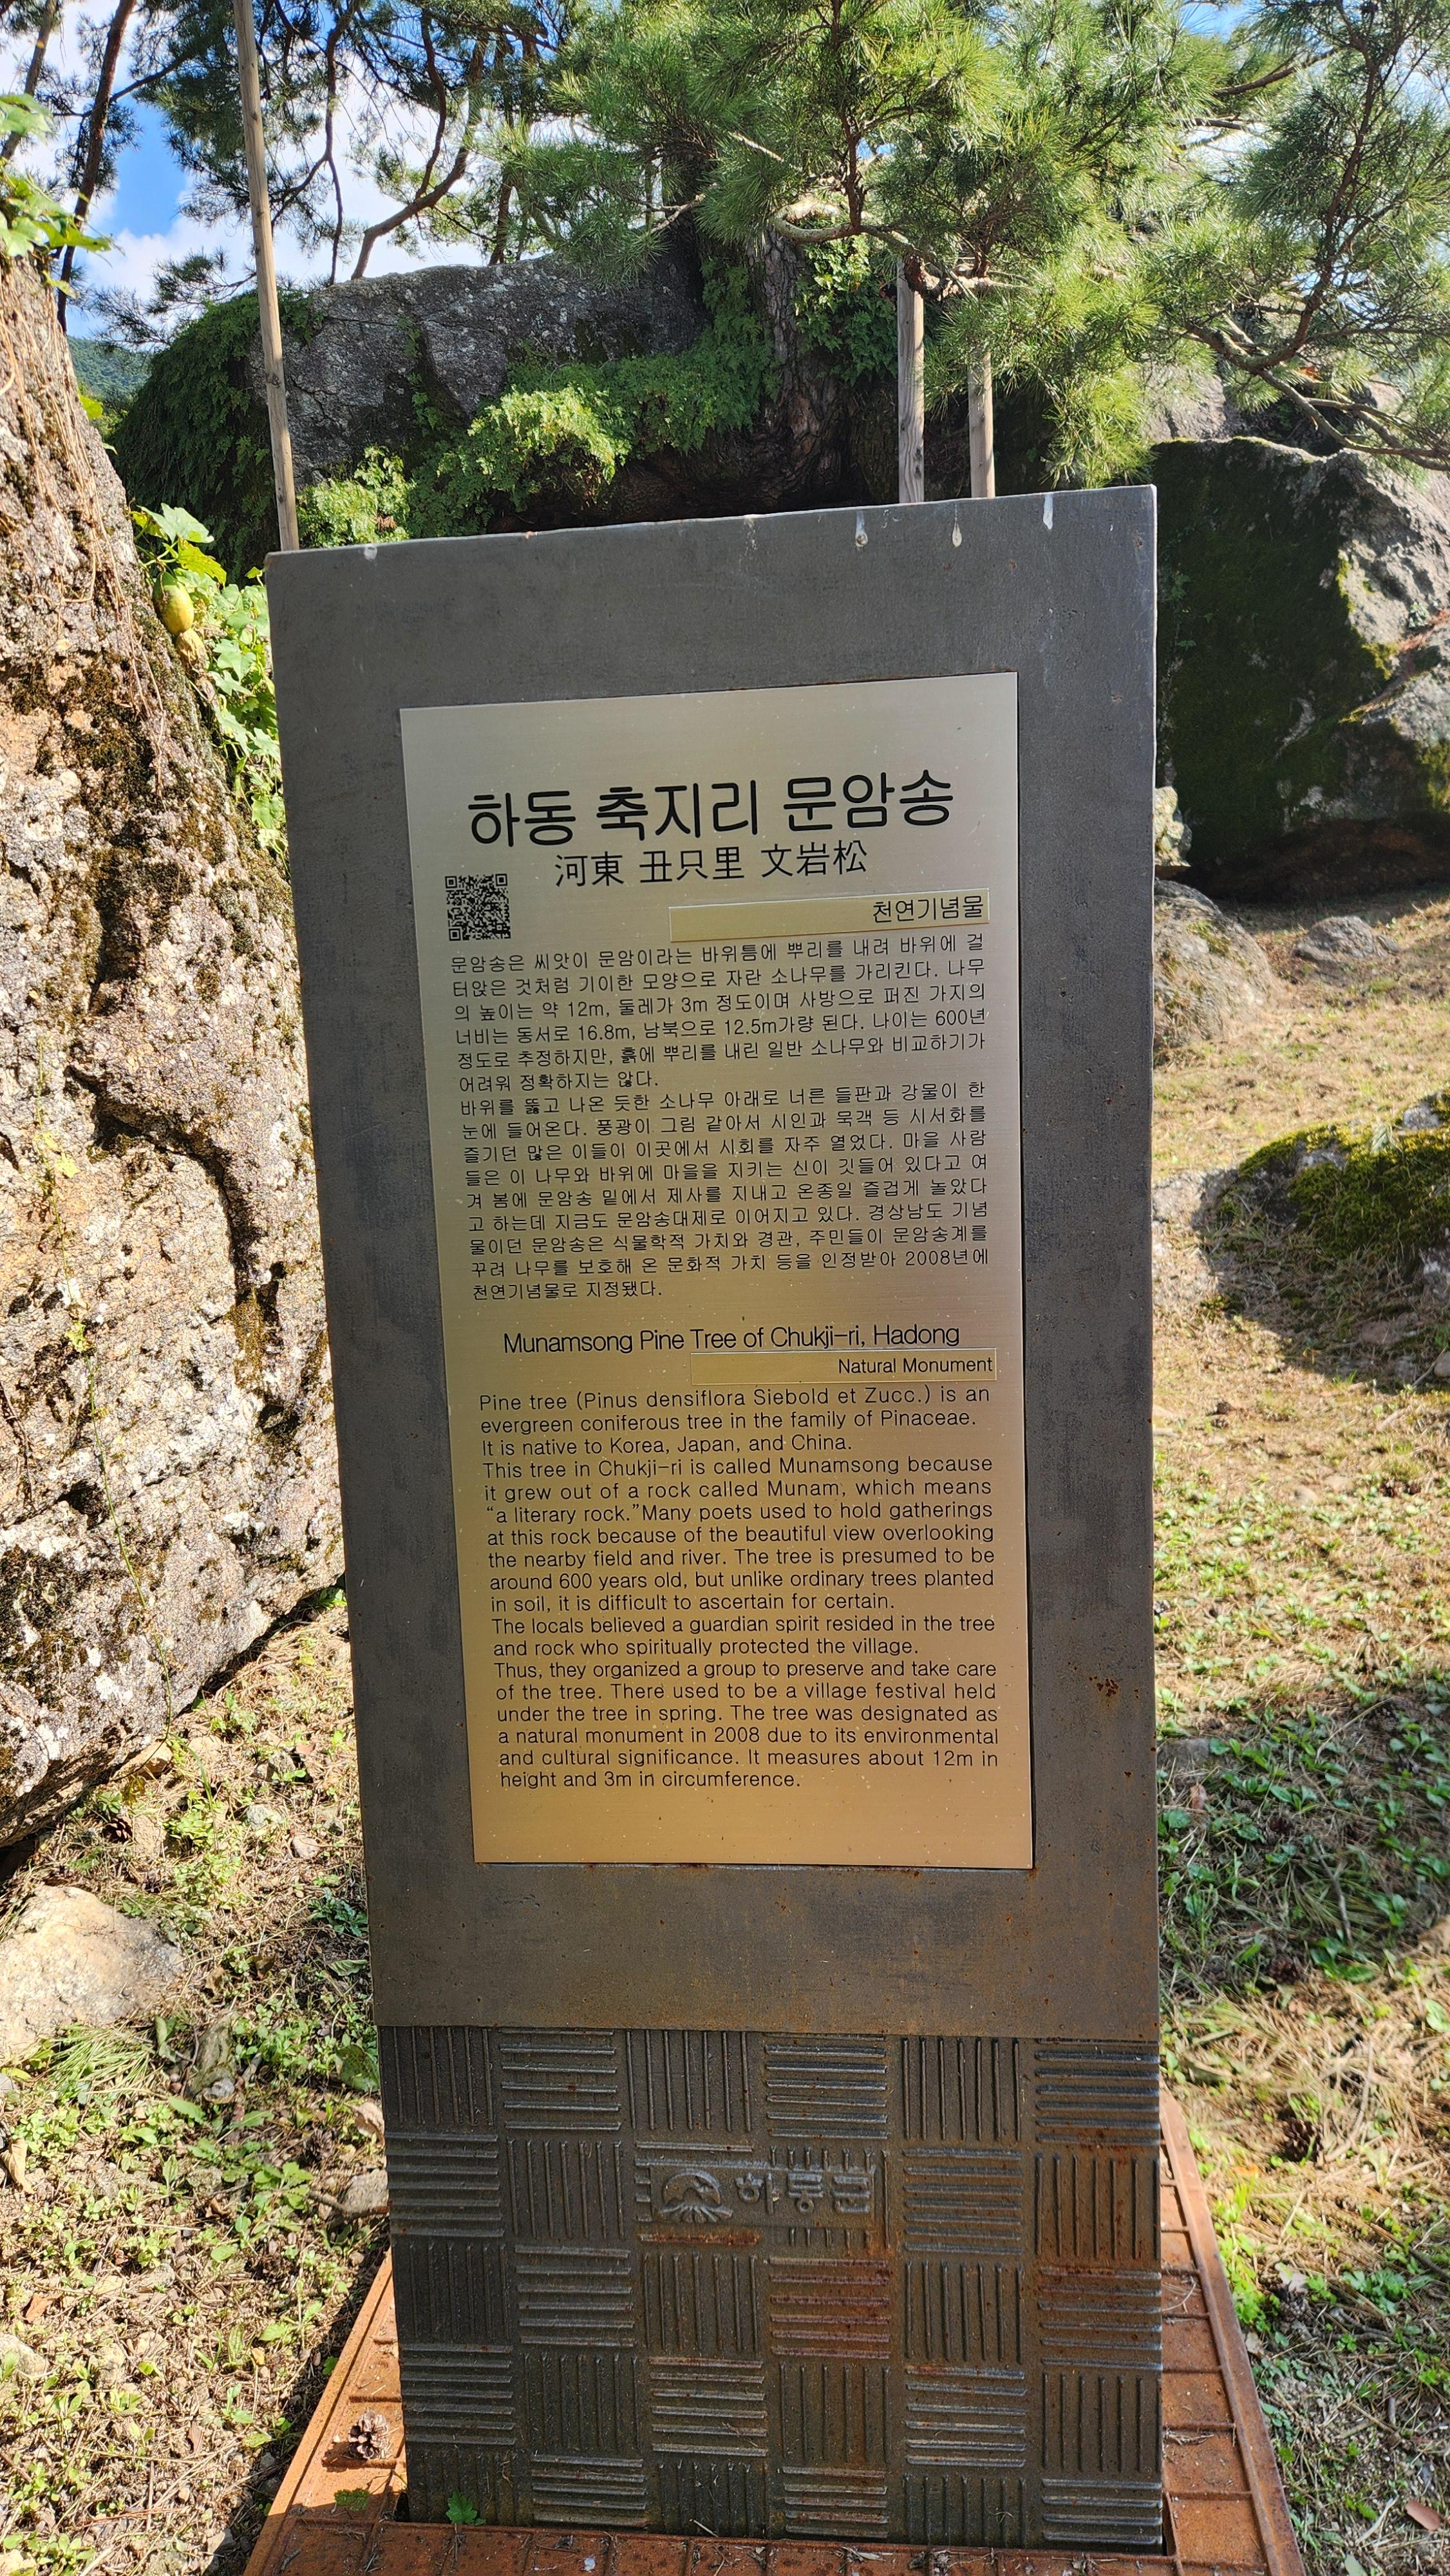 하동 축지리 문암송
河東 丑只里 文岩松
천연기념물
문암송은 씨앗이 문암이라는 바위틈에 뿌리를 내려 바위에 걸
터앉은 것처럼 기이한 모양으로 자란 소나무를 가리킨다. 나무
의 높이는 약 12m, 둘레가 3m 정도이며 사방으로 퍼진 가지의
너비는 동서로 16.8m, 남북으로 12.5m가량 된다. 나이는 600년
정도로 추정하지만, 흙에 뿌리를 내린 일반 소나무와 비교하기가
어려워 정확하지는 않다.
바위를 뚫고 나온 듯한 소나무 아래로 너른 들판과 강물이 한
눈에 들어온다. 풍광이 그림 같아서 시인과 묵객 등 시서화를
즐기던 많은 이들이 이곳에서 시회를 자주 열었다. 마을 사람
들은 이 나무와 바위에 마을을 지키는 신이 깃들어 있다고 여
겨 봄에 문암송 밑에서 제사를 지내고 온종일 즐겁게 놀았다
고 하는데 지금도 문암송대제로 이어지고 있다. 경상남도 기념
물이던 문암송은 식물학적 가치와 경관, 주민들이 문암송계를
꾸려 나무를 보호해 온 문화적 가치 등을 인정받아 2008년에
천연기념물로 지정됐다.
Munamsong Pine Tree of Chukji-ri, Hadong
Natural Monument
Pine tree (Pinus densiflora Siebold et Zucc.) is an
evergreen coniferous tree in the family of Pinaceae.
It is native to Korea, Japan, and China.
This tree in Chukji-ri is called Munamsong because
it grew out of a rock called Munam, which means
“a literary rock.”Many poets used to hold gatherings
at this rock because of the beautiful view overlooking
the nearby field and river. The tree is presumed to be
around 600 years old, but unlike ordinary trees planted
in soil, it is difficult to ascertain for certain.
The locals believed a guardian spirit resided in the tree
and rock who spiritually protected the village.
Thus, they organized a group to preserve and take care
of the tree. There used to be a village festival held
under the tree in spring. The tree was designated as
a natural monument in 2008 due to its environmental
and cultural significance. It measures about 12m in
height and 3m in circumference.
하동군